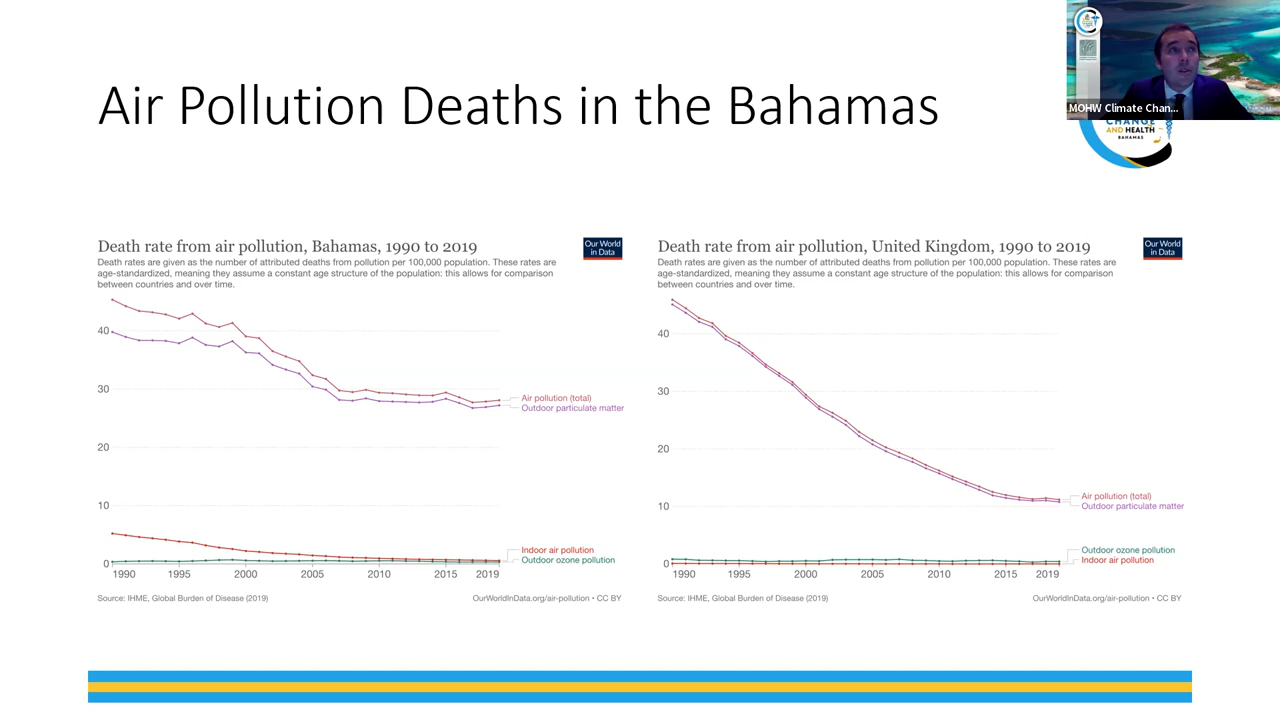 Air Pollution Deaths in the Bahamas
MOHW Climate Chan...
CHANGE
AND HEALTH
BAHAMAS
Death rate from air pollution, Bahamas, 1990 to 2019
Our World
in Data
Death rates are given as the number of attributed deaths from pollution per 100,000 population. These rates are
age-standardized, meaning they assume a constant age structure of the population: this allows for comparison
between countries and over time.
40
30
20
10
0
Air pollution (total)
Outdoor particulate matter
Indoor air pollution
Outdoor ozone pollution
1990 1995 2000 2005 2010 2015 2019
Source: IHME, Global Burden of Disease (2019)
OurWorldInData.org/air-pollution • CC BY
Death rate from air pollution, United Kingdom, 1990 to 2019
Our World
in Data
Death rates are given as the number of attributed deaths from pollution per 100,000 population. These rates are
age-standardized, meaning they assume a constant age structure of the population: this allows for comparison
between countries and over time.
40
30
20
10
0
Air pollution (total)
Outdoor particulate matter
Outdoor ozone pollution
Indoor air pollution
1990 1995 2000 2005 2010 2015 2019
Source: IHME, Global Burden of Disease (2019)
OurWorldInData.org/air-pollution • CC BY